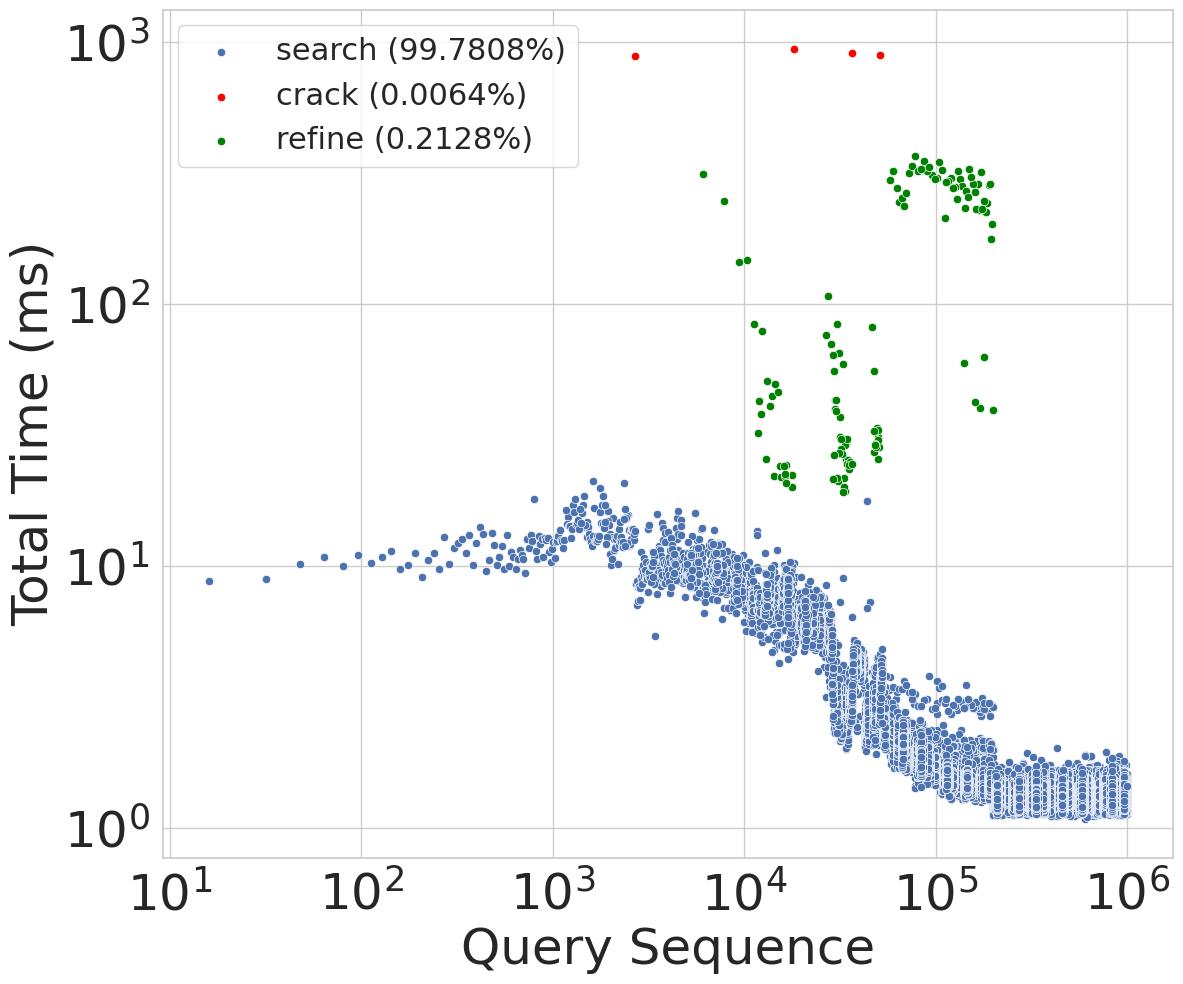 search (99.7808%)
crack (0.0064%)
refine (0.2128%)
Total Time (ms)
10³
10²
10¹
10⁰
10¹ 10² 10³ 10⁴ 10⁵ 10⁶
Query Sequence